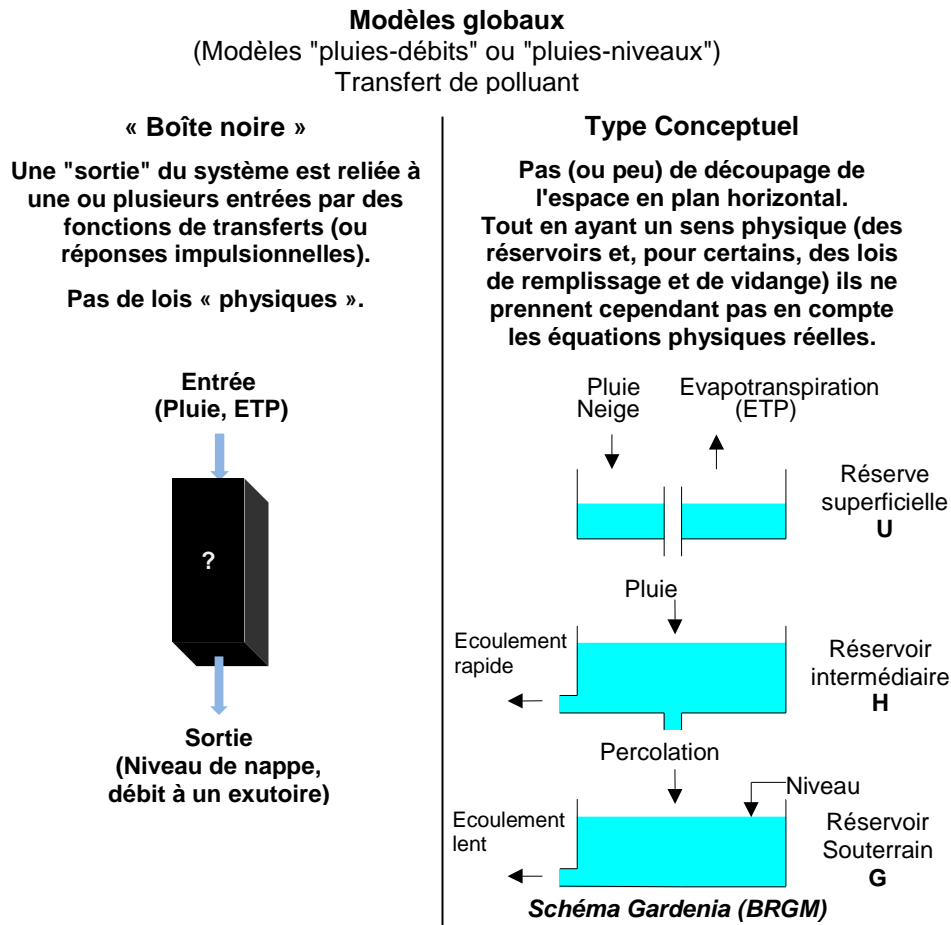 Modèles globaux
(Modèles "pluies-débits" ou "pluies-niveaux")
Transfert de polluant
« Boîte noire »
Une "sortie" du système est reliée à
une ou plusieurs entrées par des
fonctions de transferts (ou
réponses impulsionnelles).
Pas de lois « physiques ».
Entrée
(Pluie, ETP)
?
Sortie
(Niveau de nappe,
débit à un exutoire)
Type Conceptuel
Pas (ou peu) de découpage de
l'espace en plan horizontal.
Tout en ayant un sens physique (des
réservoirs et, pour certains, des lois
de remplissage et de vidange) ils ne
prennent cependant pas en compte
les équations physiques réelles.
Pluie
Neige
Evapotranspiration
(ETP)
Réserve
superficielle
U
Pluie
Ecoulement
rapide
Réservoir
intermédiaire
H
Percolation
Niveau
Ecoulement
lent
Réservoir
Souterrain
G
Schéma Gardenia (BRGM)